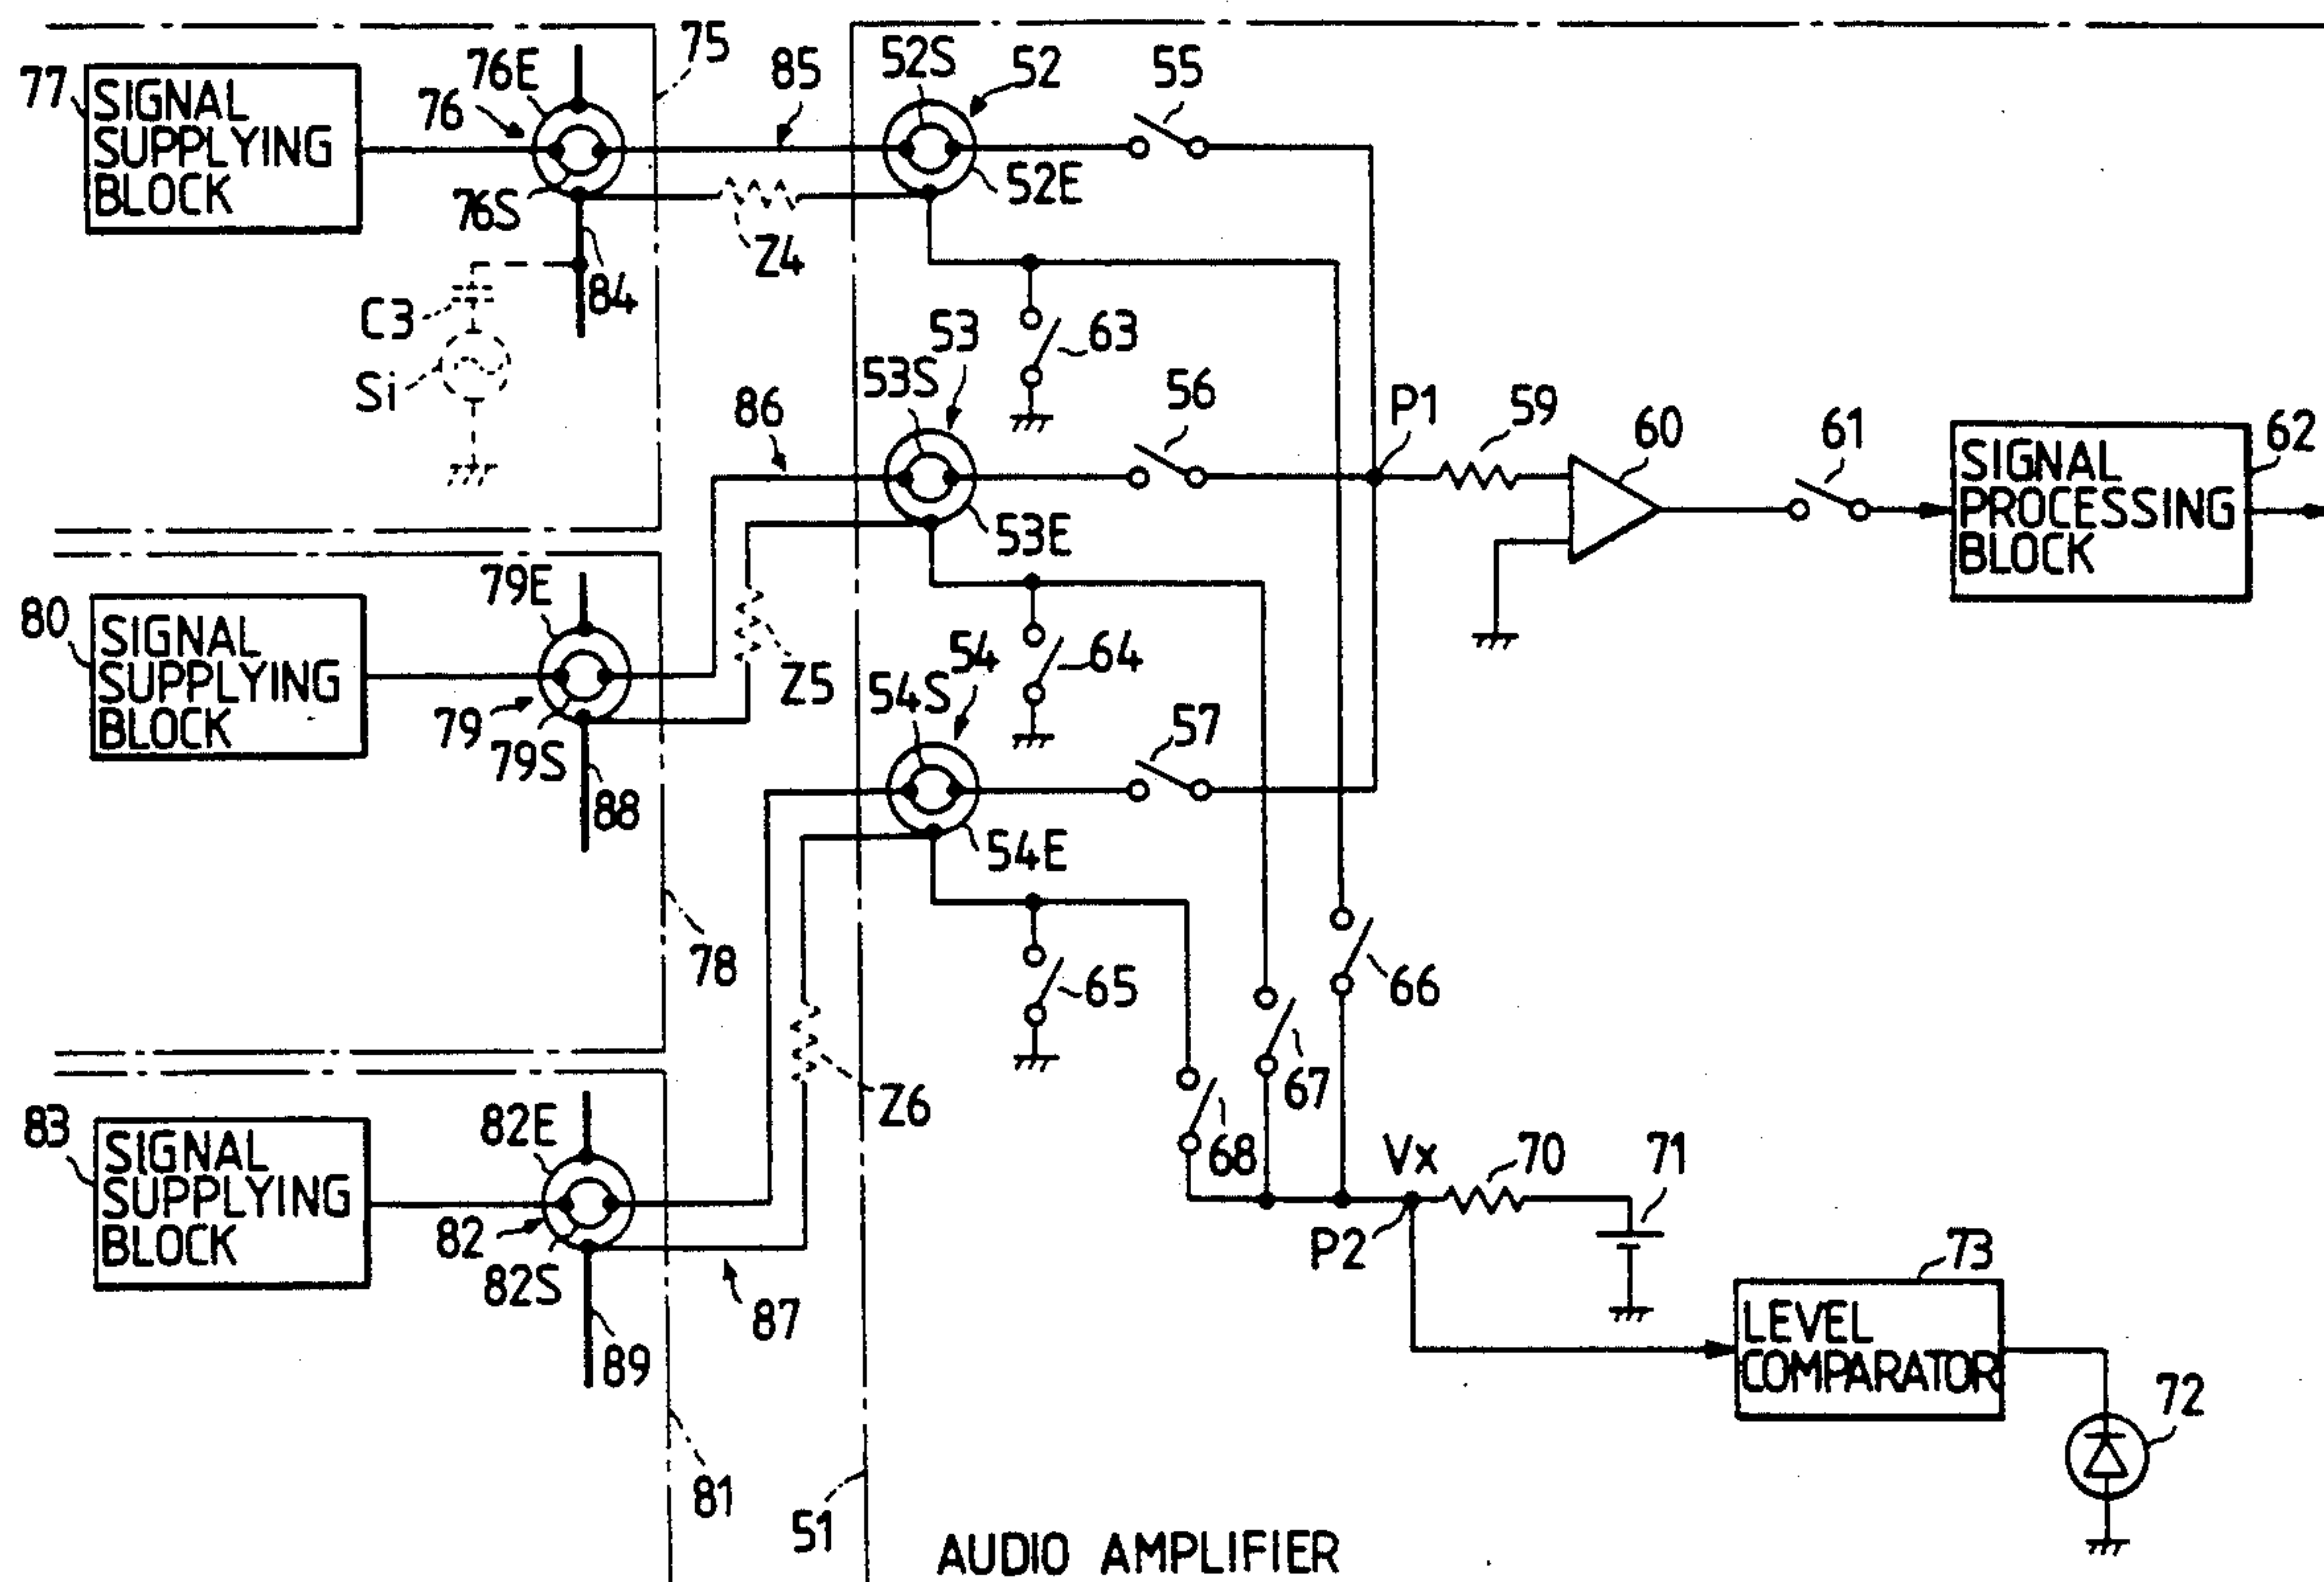 75
52S
52
55
76E
85
77
SIGNAL
SUPPLYING
BLOCK
76
52E
76S
Z4
84
C3
53
63
Si
53S
86
56
P1
59
60
61
62
SIGNAL
PROCESSING
BLOCK
53E
79E
80
SIGNAL
SUPPLYING
BLOCK
54
64
Z5
54S
79
57
79S
88
54E
78
65
66
67
Z6
82E
83
SIGNAL
SUPPLYING
BLOCK
68
Vx
70
71
82
P2
73
82S
87
LEVEL
COMPARATOR
89
72
81
51
AUDIO AMPLIFIER